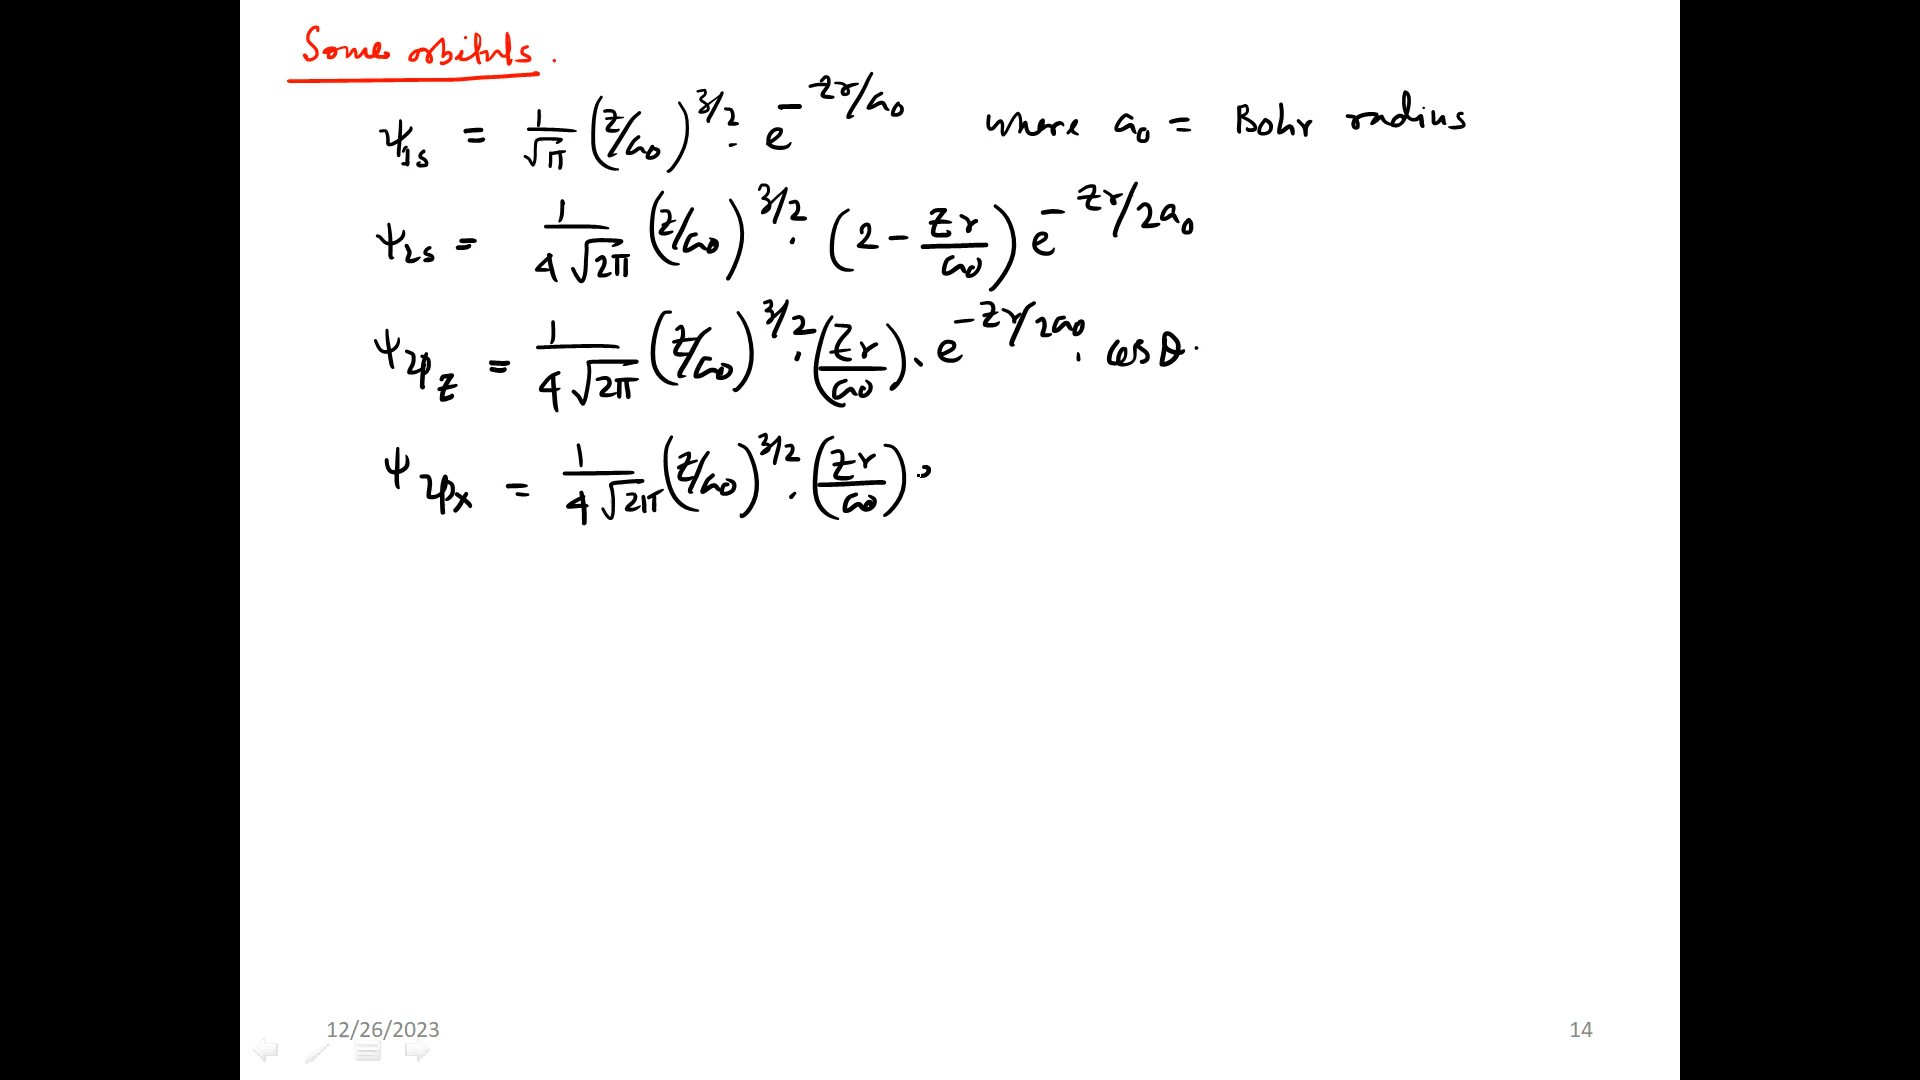 Some orbitals.
ψ1s = 1/√π (Z/a0)^3/2 . e^-Zr/a0 where a0 = Bohr radius
ψ2s = 1/4√2π (Z/a0)^3/2 . (2 - Zr/a0) e^-Zr/2a0
ψ2pz = 1/4√2π (Z/a0)^3/2 . (Zr/a0) . e^-Zr/2a0 . cos θ.
ψ2px = 1/4√2π (Z/a0)^3/2 . (Zr/a0) .
12/26/2023 14